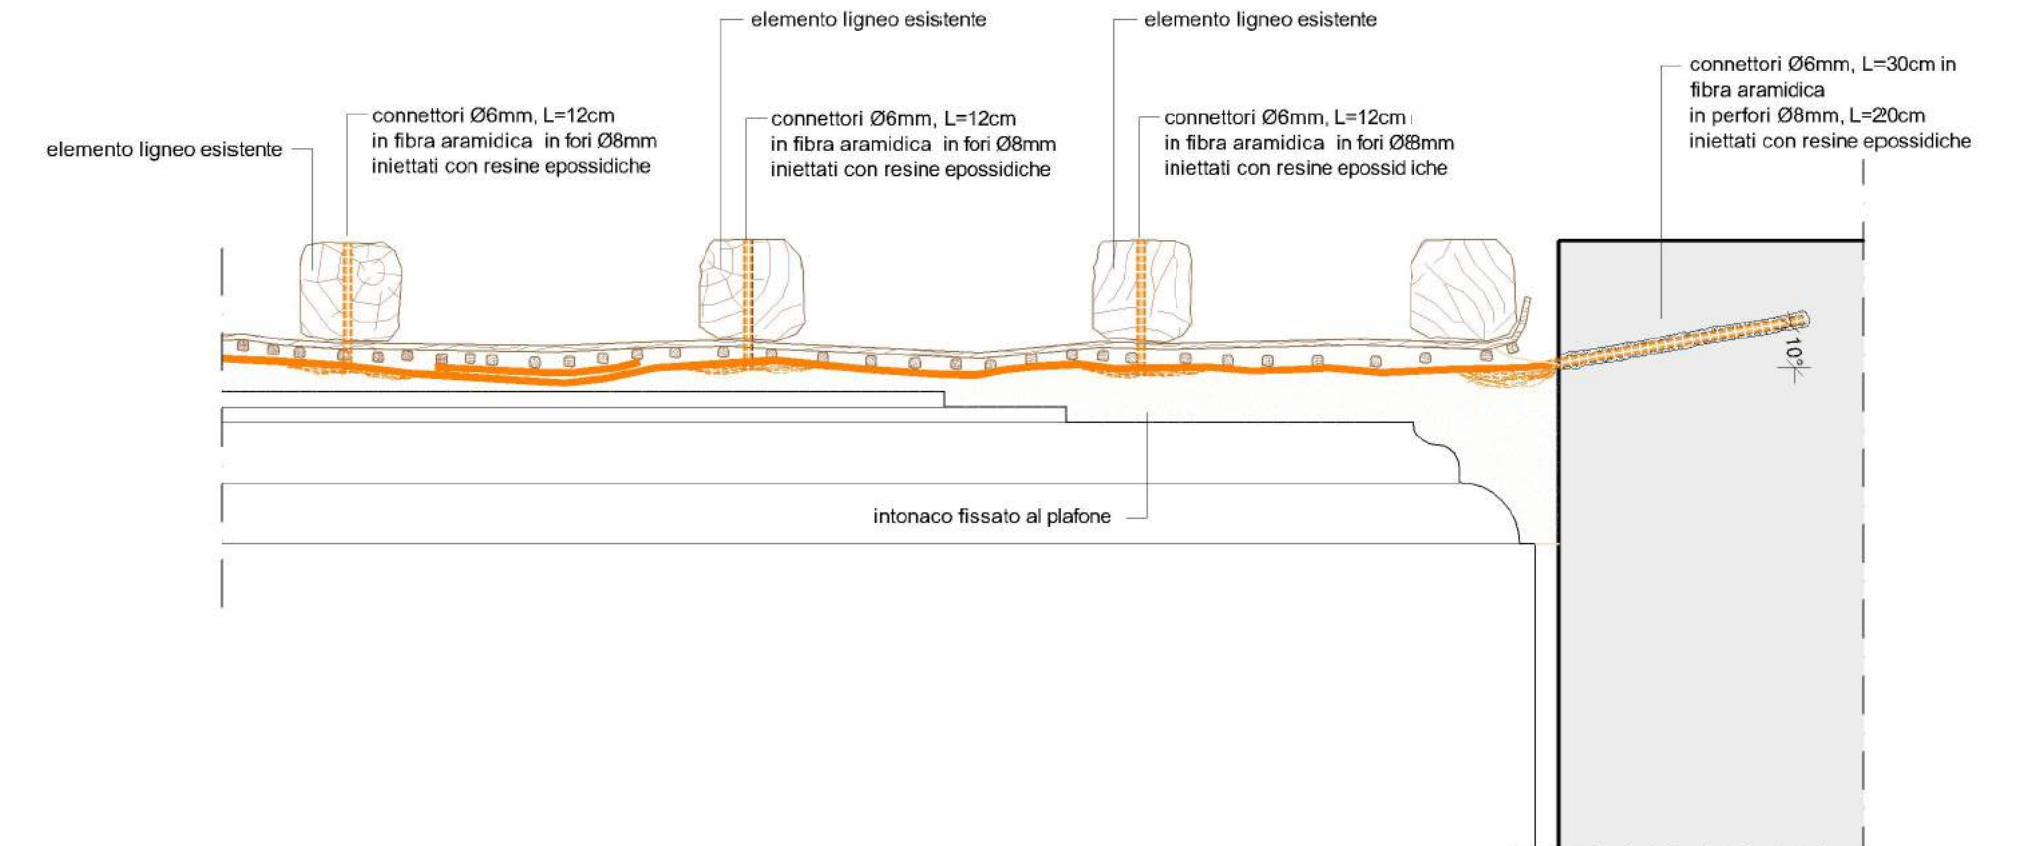 elemento ligneo esistente
elemento ligneo esistente
connettori Ø6mm, L=30cm in
fibra aramidica
in perfori Ø8mm, L=20cm
iniettati con resine epossidiche
connettori Ø6mm, L=12cm
in fibra aramidica in fori Ø8mm
iniettati con resine epossidiche
connettori Ø6mm, L=12cm
in fibra aramidica in fori Ø8mm
iniettati con resine epossidiche
connettori Ø6mm, L=12cm
in fibra aramidica in fori Ø8mm
iniettati con resine epossidiche
elemento ligneo esistente
10°
intonaco fissato al plafone